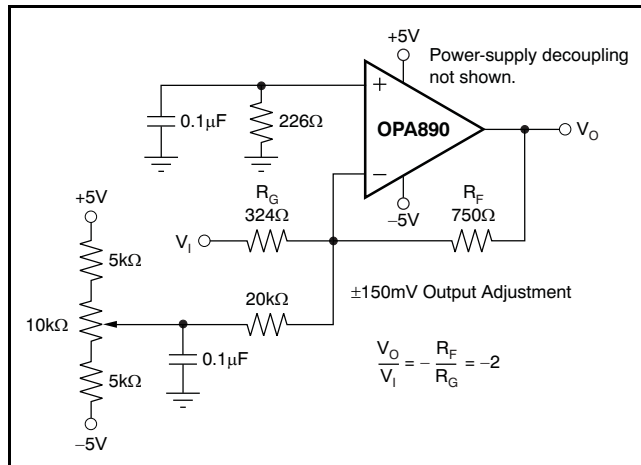 +5V
Power-supply decoupling
not shown.
+
0.1μF
226Ω
OPA890
V_O
−
−5V
R_G
324Ω
R_F
750Ω
V_I
+5V
5kΩ
20kΩ
±150mV Output Adjustment
10kΩ
0.1μF
5kΩ
−5V
V_O/V_I = − R_F/R_G = −2